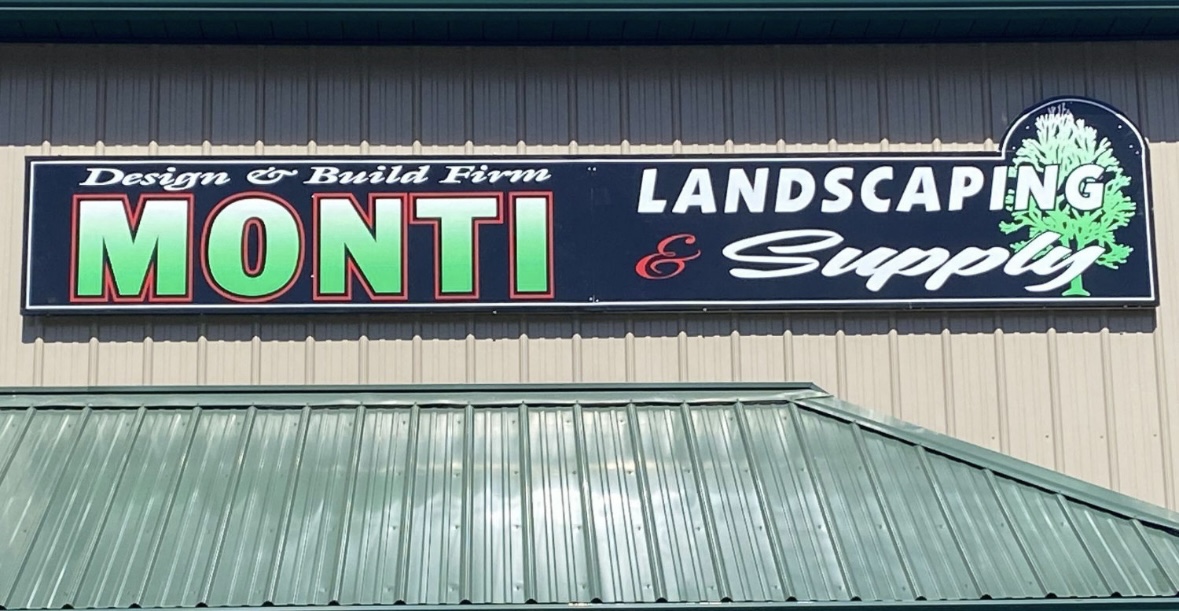 Design & Build Firm
MONTI
LANDSCAPING
& Supply